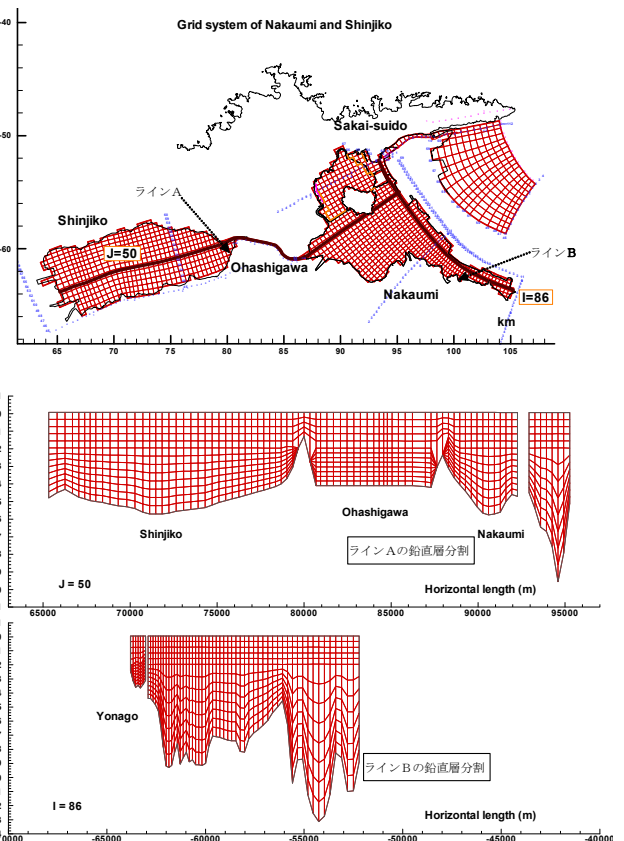 Grid system of Nakaumi and Shinjiko
-40
-50
-60
Sakai-suido
ラインA
Shinjiko
J=50
Ohashigawa
ラインB
Nakaumi
I=86
km
65 70 75 80 85 90 95 100 105
Shinjiko
Ohashigawa
Nakaumi
ラインAの鉛直層分割
J = 50
Horizontal length (m)
65000 70000 75000 80000 85000 90000 95000
Yonago
ラインBの鉛直層分割
I = 86
Horizontal length (m)
-65000 -60000 -55000 -50000 -45000 -40000